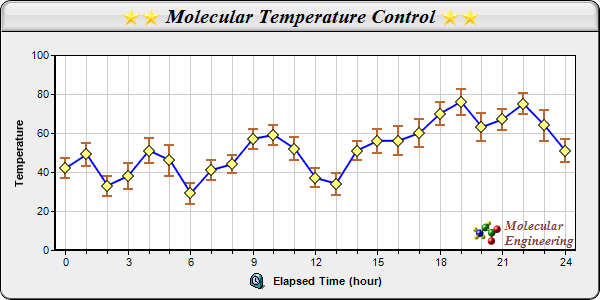 Molecular Temperature Control
100
80
60
40
20
0
Temperature
0 3 6 9 12 15 18 21 24
Elapsed Time (hour)
Molecular
Engineering